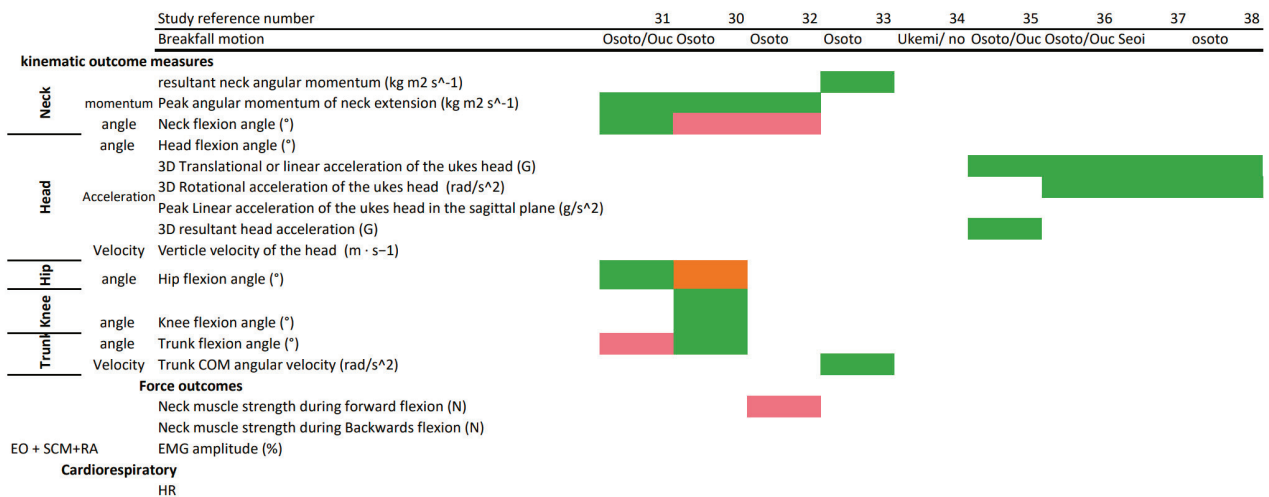 Study reference number 31 30 32 33 34 35 36 37 38
Breakfall motion Osoto/Ouc Osoto Osoto Osoto Ukemi/ no Osoto/Ouc Osoto/Ouc Seoi osoto
kinematic outcome measures
Neck
resultant neck angular momentum (kg m2 s^-1)
momentum Peak angular momentum of neck extension (kg m2 s^-1)
angle Neck flexion angle (°)
Head
angle Head flexion angle (°)
3D Translational or linear acceleration of the ukes head (G)
Acceleration 3D Rotational acceleration of the ukes head (rad/s^2)
Peak Linear acceleration of the ukes head in the sagittal plane (g/s^2)
3D resultant head acceleration (G)
Velocity Verticle velocity of the head (m · s−1)
Hip angle Hip flexion angle (°)
Knee angle Knee flexion angle (°)
Trunk angle Trunk flexion angle (°)
Velocity Trunk COM angular velocity (rad/s^2)
Force outcomes
Neck muscle strength during forward flexion (N)
Neck muscle strength during Backwards flexion (N)
EO + SCM+RA EMG amplitude (%)
Cardiorespiratory
HR